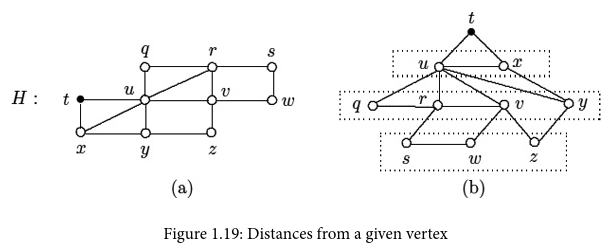 t
q r s u x
H : t u v w q r v y
x y z s w z
(a) (b)
Figure 1.19: Distances from a given vertex